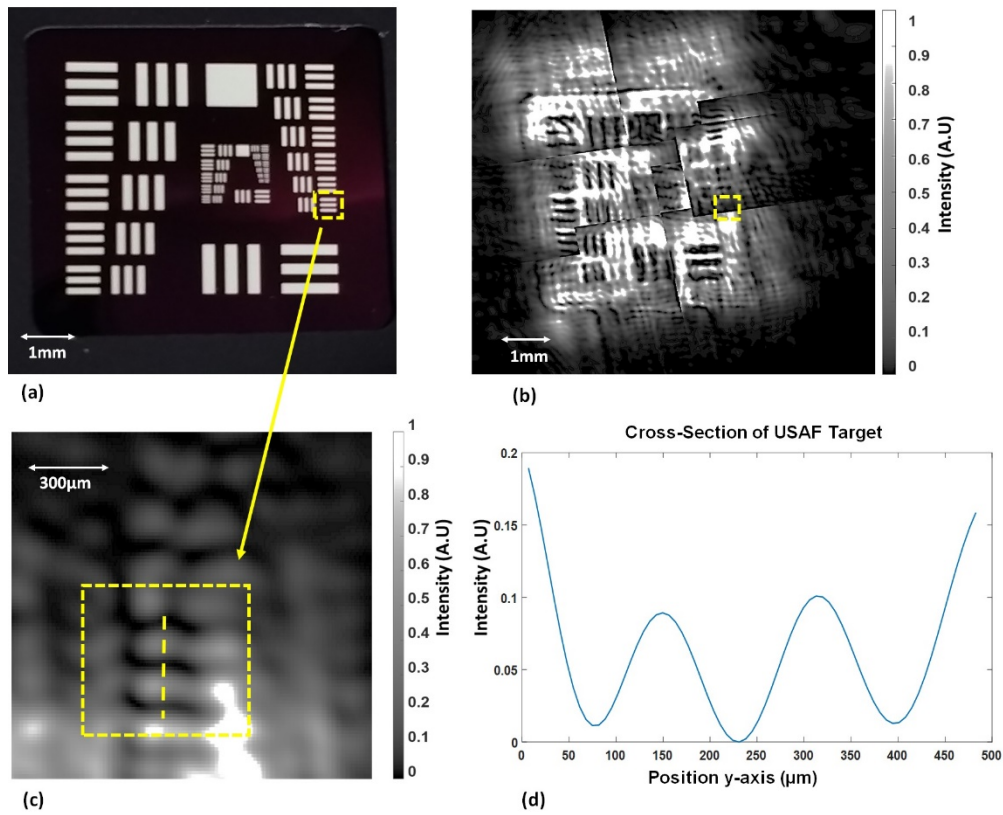 1mm
(a)
1
0.9
0.8
0.7
0.6
0.5
0.4
0.3
0.2
0.1
0
Intensity (A.U)
1mm
(b)
300µm
1
0.9
0.8
0.7
0.6
0.5
0.4
0.3
0.2
0.1
0
Intensity (A.U)
(c)
Cross-Section of USAF Target
0.2
0.15
0.1
0.05
0
Intensity (A.U)
0 50 100 150 200 250 300 350 400 450 500
Position y-axis (µm)
(d)